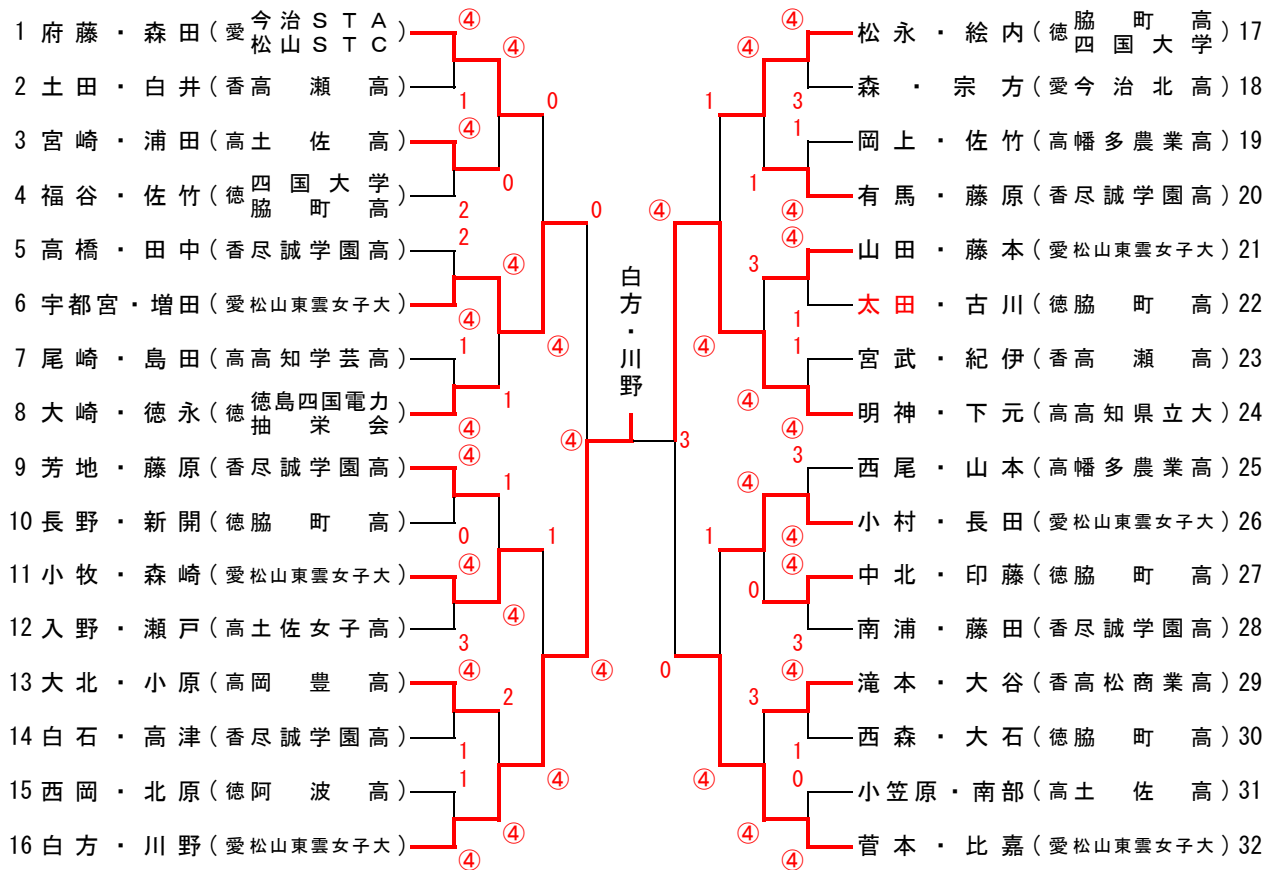 1 府藤・森田(愛 今治STA 松山STC) ④
④
2 土田・白井(香 高瀬高) 1
0
3 宮崎・浦田(高 土佐高) ④
0
4 福谷・佐竹(徳 四国大学 脇町高) 2
0
5 高橋・田中(香 尽誠学園高) 2
④
6 宇都宮・増田(愛 松山東雲女子大) ④
④
7 尾崎・島田(高 高知学芸高) 1
1
8 大崎・徳永(徳 徳島四国電力 抽栄会) ④
④
9 芳地・藤原(香 尽誠学園高) ④
1
10 長野・新開(徳 脇町高) 0
1
11 小牧・森崎(愛 松山東雲女子大) ④
④
12 入野・瀬戸(高 土佐女子高) 3
④
13 大北・小原(高 岡豊高) ④
2
14 白石・高津(香 尽誠学園高) 1
④
15 西岡・北原(徳 阿波高) 1
④
16 白方・川野(愛 松山東雲女子大) ④
白方・川野
④ 松永・絵内(徳 脇町高 四国大学) 17
④
3 森・宗方(愛 今治北高) 18
1
1 岡上・佐竹(高 幡多農業高) 19
1
④ 有馬・藤原(香 尽誠学園高) 20
④
④ 山田・藤本(愛 松山東雲女子大) 21
3
1 太田・古川(徳 脇町高) 22
④
1 宮武・紀伊(香 高瀬高) 23
④
④ 明神・下元(高 高知県立大) 24
3
3 西尾・山本(高 幡多農業高) 25
④
④ 小村・長田(愛 松山東雲女子大) 26
1
④ 中北・印藤(徳 脇町高) 27
0
3 南浦・藤田(香 尽誠学園高) 28
0
④ 滝本・大谷(香 高松商業高) 29
3
1 西森・大石(徳 脇町高) 30
④
0 小笠原・南部(高 土佐高) 31
④
④ 菅本・比嘉(愛 松山東雲女子大) 32